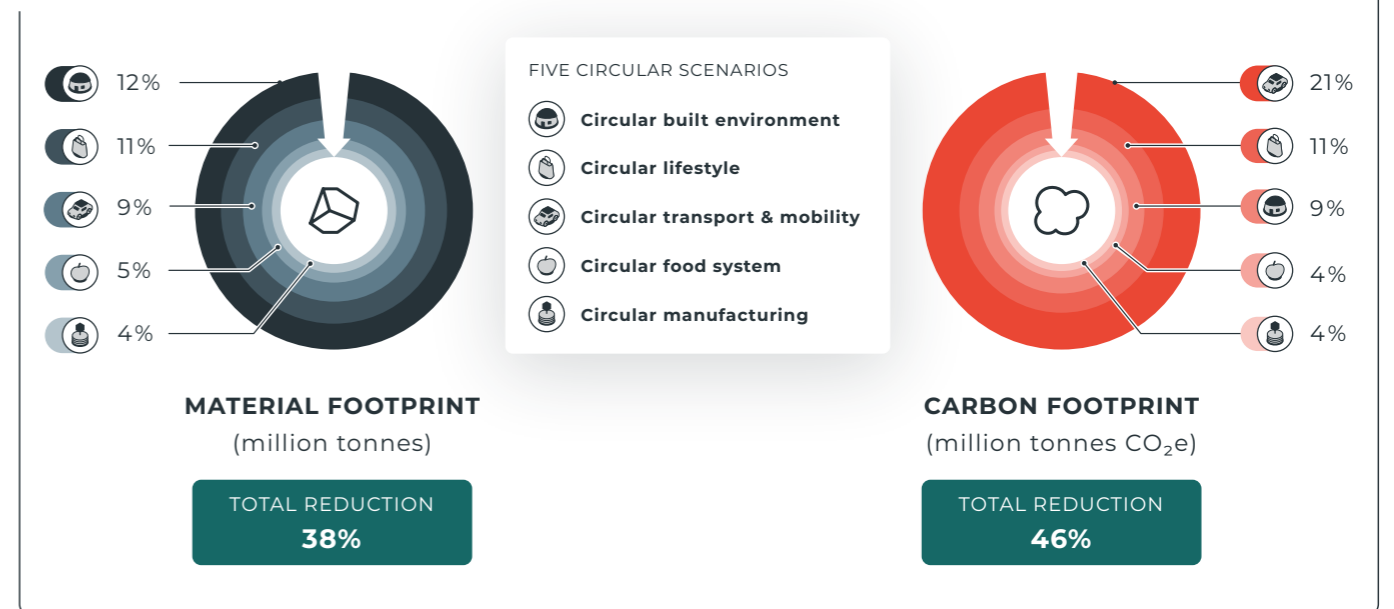 12%
11%
9%
5%
4%
MATERIAL FOOTPRINT
(million tonnes)
TOTAL REDUCTION
38%
FIVE CIRCULAR SCENARIOS
Circular built environment
Circular lifestyle
Circular transport & mobility
Circular food system
Circular manufacturing
21%
11%
9%
4%
4%
CARBON FOOTPRINT
(million tonnes CO₂e)
TOTAL REDUCTION
46%